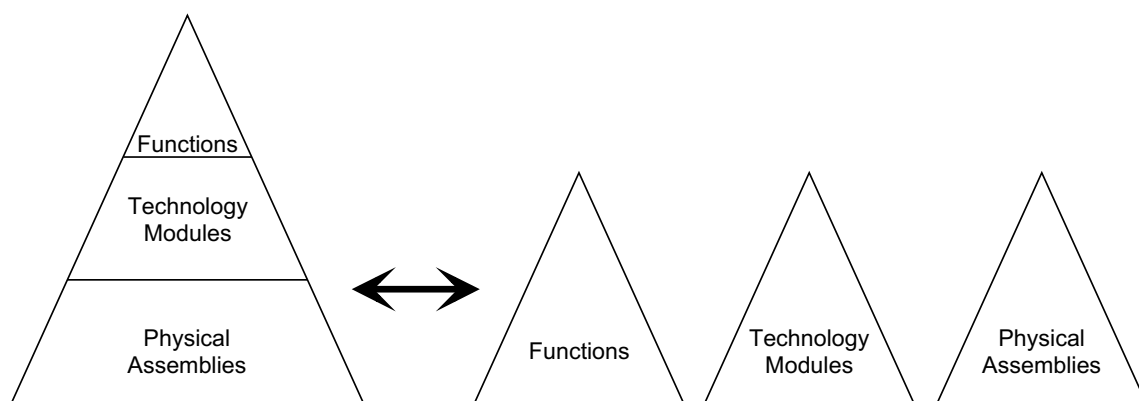 Functions
Technology
Modules
Physical
Assemblies
Functions
Technology
Modules
Physical
Assemblies